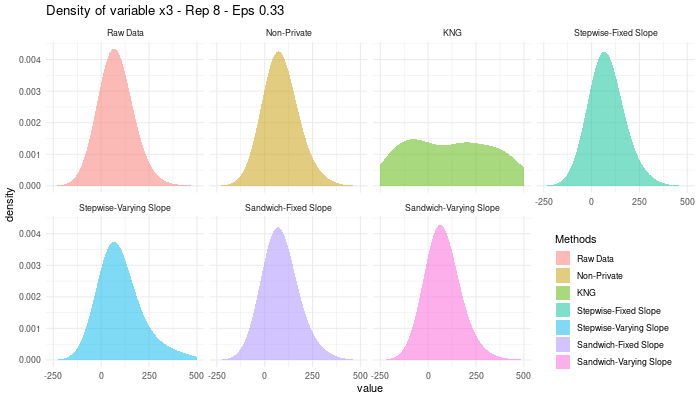 Density of variable x3 - Rep 8 - Eps 0.33
Raw Data Non-Private KNG Stepwise-Fixed Slope
0.004
0.003
0.002
0.001
0.000
-250 0 250 500
density
Stepwise-Varying Slope Sandwich-Fixed Slope Sandwich-Varying Slope
0.004
0.003
0.002
0.001
0.000
-250 0 250 500 -250 0 250 500 -250 0 250 500
value
Methods
Raw Data
Non-Private
KNG
Stepwise-Fixed Slope
Stepwise-Varying Slope
Sandwich-Fixed Slope
Sandwich-Varying Slope